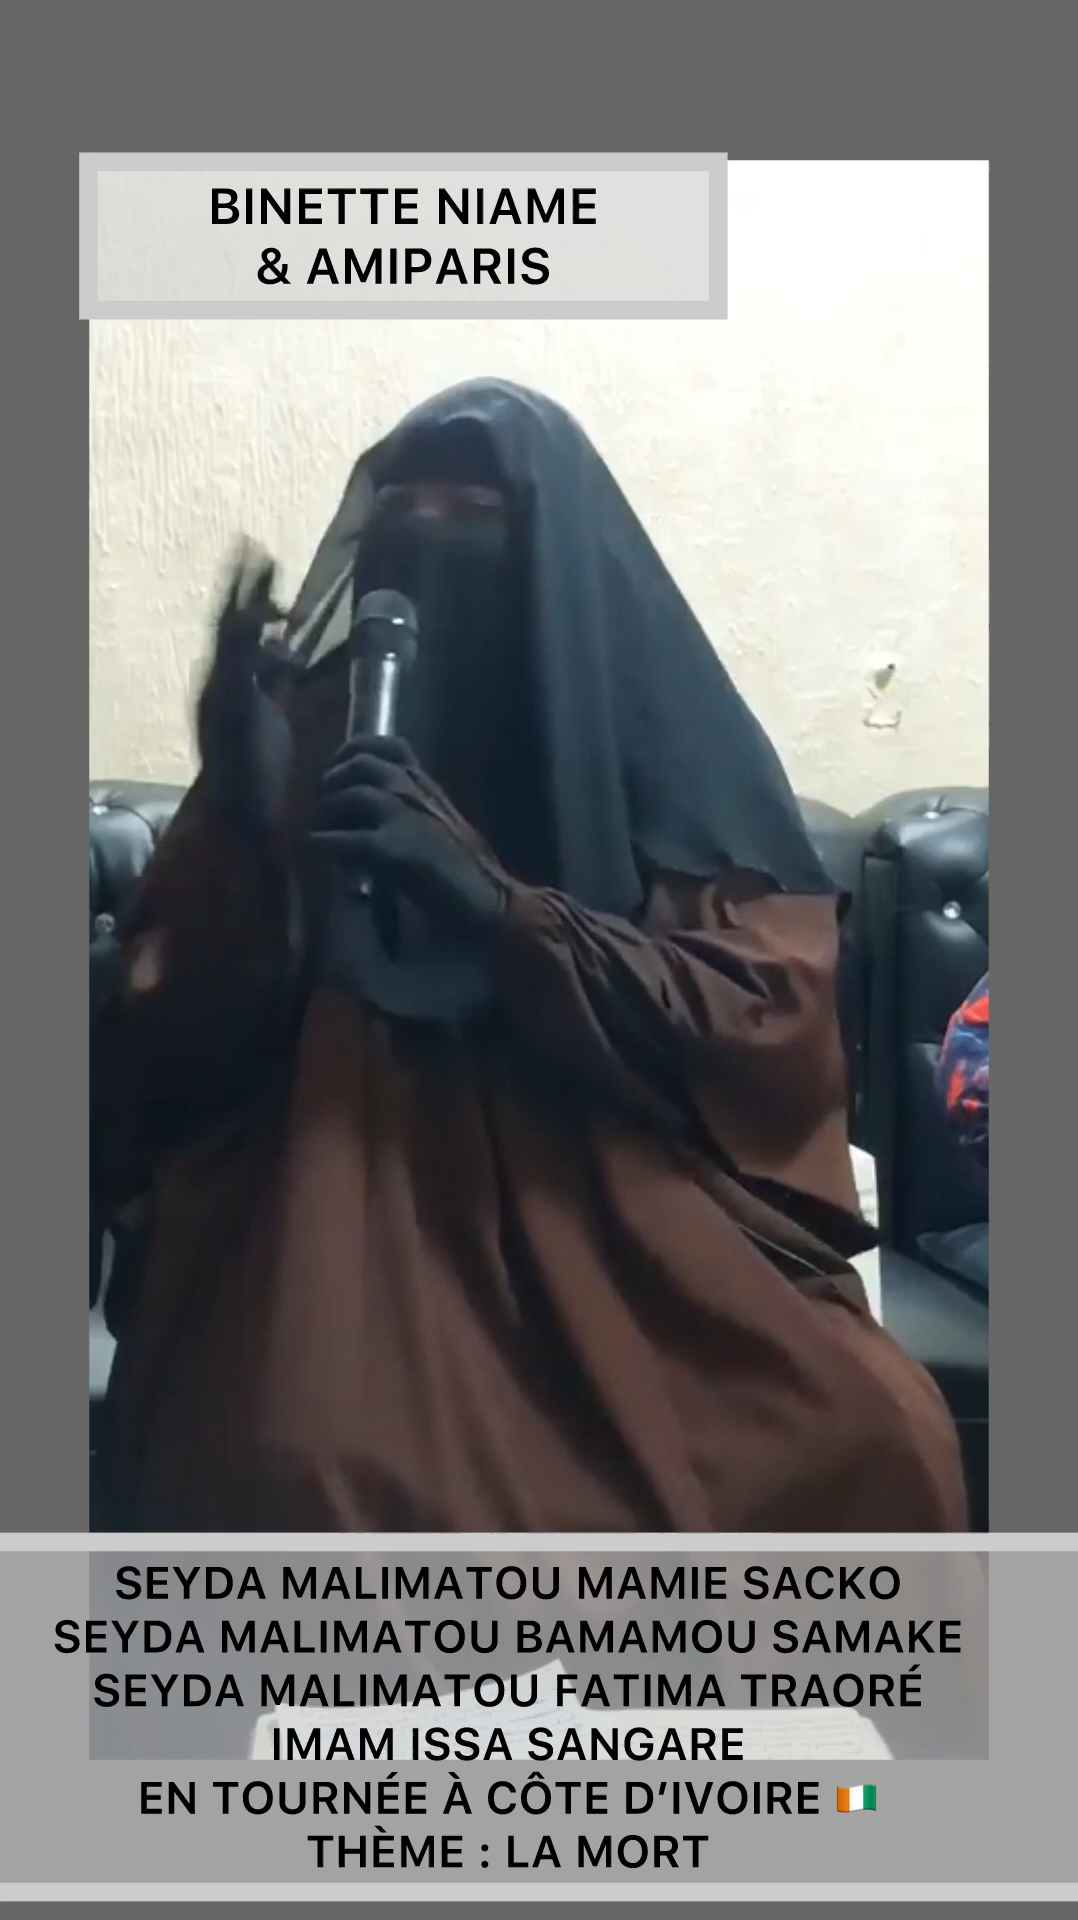 BINETTE NIAME
& AMIPARIS
SEYDA MALIMATOU MAMIE SACKO
SEYDA MALIMATOU BAMAMOU SAMAKE
SEYDA MALIMATOU FATIMA TRAORÉ
IMAM ISSA SANGARE
EN TOURNÉE À CÔTE D’IVOIRE 🇨🇮
THÈME : LA MORT